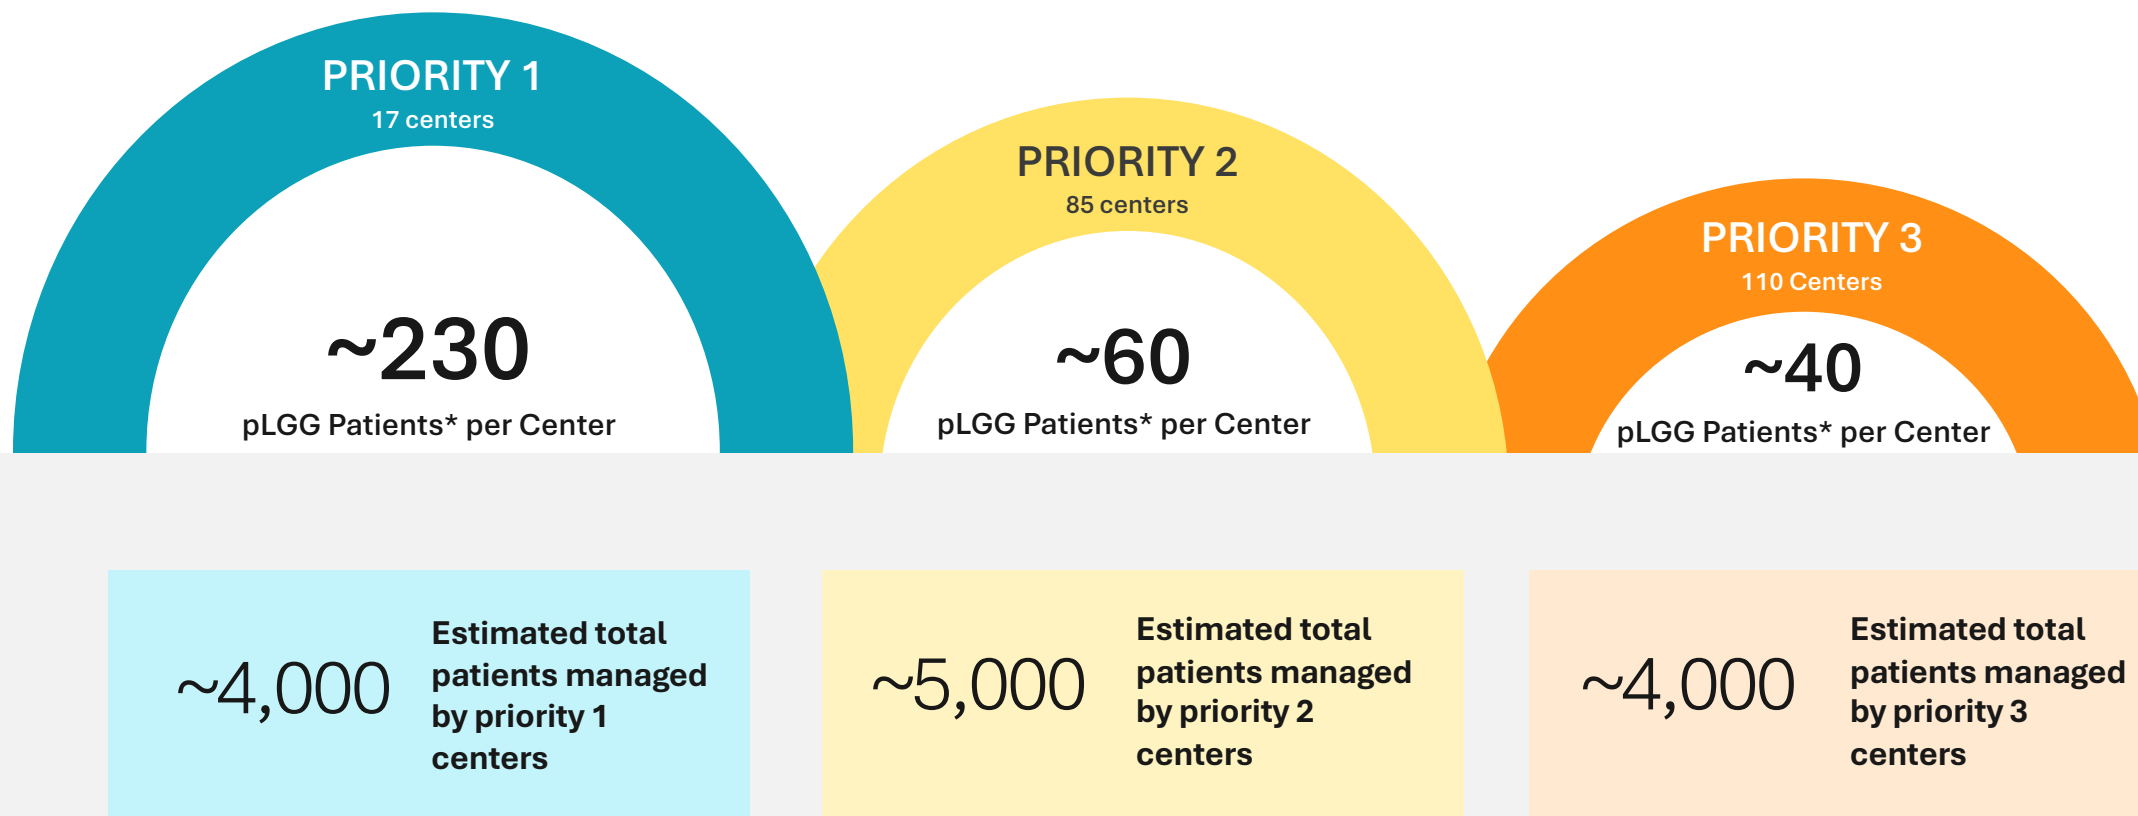 PRIORITY 1
17 centers
~230
pLGG Patients* per Center
PRIORITY 2
85 centers
~60
pLGG Patients* per Center
PRIORITY 3
110 Centers
~40
pLGG Patients* per Center
~4,000
Estimated total
patients managed
by priority 1
centers
~5,000
Estimated total
patients managed
by priority 2
centers
~4,000
Estimated total
patients managed
by priority 3
centers